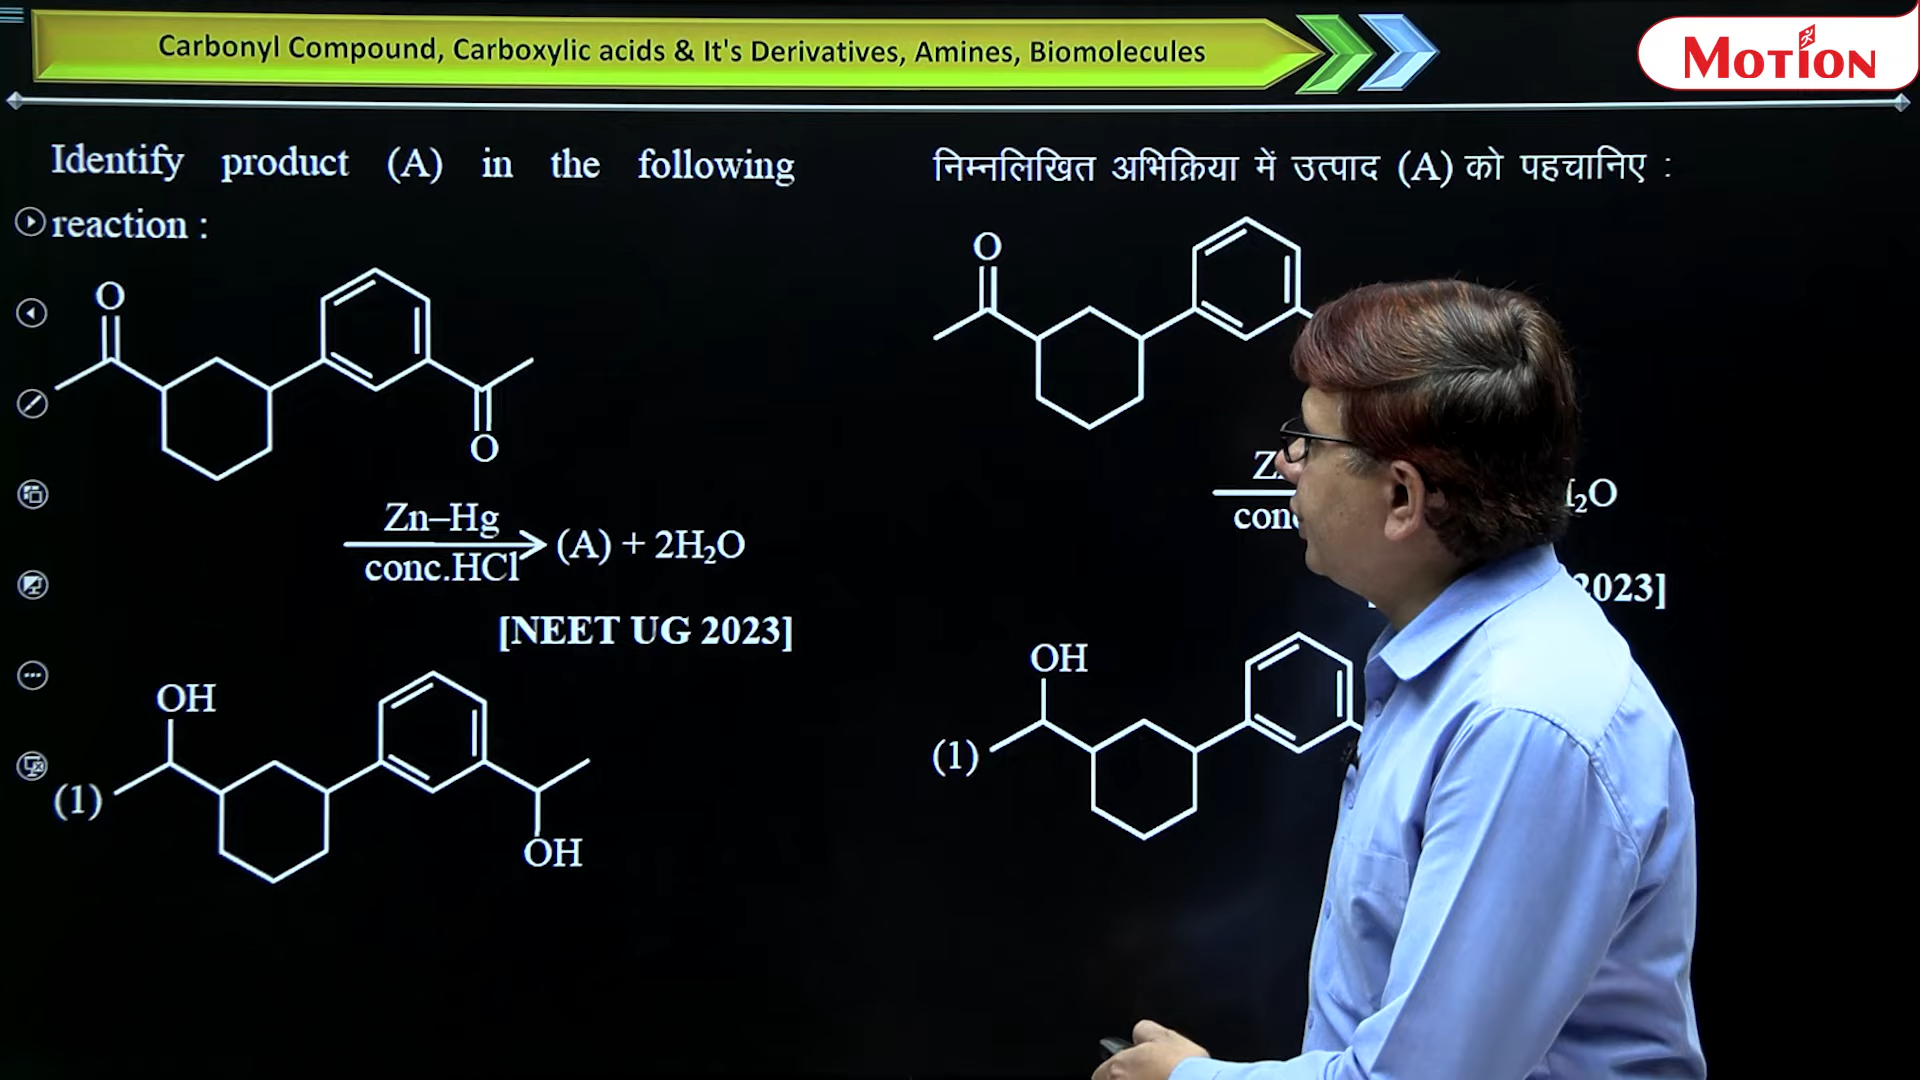 Carbonyl Compound, Carboxylic acids & It's Derivatives, Amines, Biomolecules
MOTION
Identify product (A) in the following
reaction :
O
O
Zn–Hg
conc.HCl
(A) + 2H₂O
[NEET UG 2023]
OH
(1)
OH
निम्नलिखित अभिक्रिया में उत्पाद (A) को पहचानिए :
O
2023]
OH
(1)